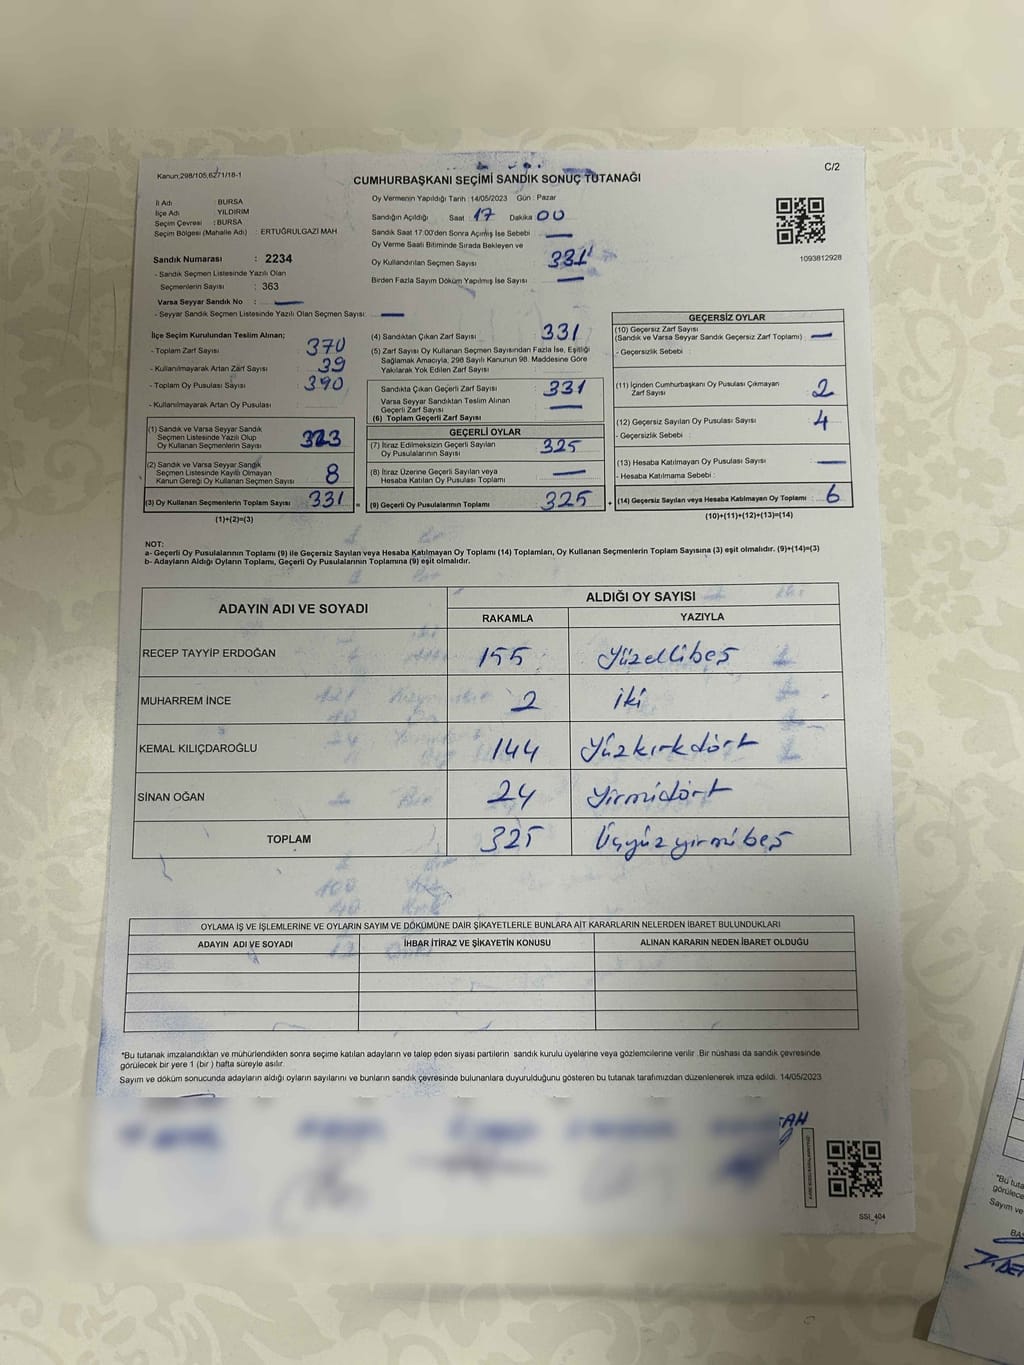 Kanun,298/105,6271/18-1
C/2
CUMHURBAŞKANI SEÇİMİ SANDIK SONUÇ TUTANAĞI
İl Adı : BURSA
İlçe Adı : YILDIRIM
Seçim Çevresi : BURSA
Seçim Bölgesi (Mahalle Adı) : ERTUĞRULGAZİ MAH
Sandık Numarası : 2234
- Sandık Seçmen Listesinde Yazılı Olan
Seçmenlerin Sayısı : 363
Varsa Seyyar Sandık No : —
- Seyyar Sandık Seçmen Listesinde Yazılı Olan Seçmen Sayısı: —
Oy Vermenin Yapıldığı Tarih :14/05/2023 Gün : Pazar
Sandığın Açıldığı Saat 17 Dakika 00
Sandık Saat 17:00'den Sonra Açılmış İse Sebebi : —
Oy Verme Saati Bitiminde Sırada Bekleyen ve
Oy Kullandırılan Seçmen Sayısı : 331
Birden Fazla Sayım Döküm Yapılmış İse Sayısı : —
1093812928
İlçe Seçim Kurulundan Teslim Alınan;
- Toplam Zarf Sayısı : 370
- Kullanılmayarak Artan Zarf Sayısı : 39
- Toplam Oy Pusulası Sayısı : 390
- Kullanılmayarak Artan Oy Pusulası :
(1) Sandık ve Varsa Seyyar Sandık
Seçmen Listesinde Yazılı Olup
Oy Kullanan Seçmenlerin Sayısı : 323
(2) Sandık ve Varsa Seyyar Sandık
Seçmen Listesinde Kayıtlı Olmayan
Kanun Gereği Oy Kullanan Seçmen Sayısı : 8
(3) Oy Kullanan Seçmenlerin Toplam Sayısı : 331
(1)+(2)=(3)
(4) Sandıktan Çıkan Zarf Sayısı : 331
(5) Zarf Sayısı Oy Kullanan Seçmen Sayısından Fazla İse, Eşitliği
Sağlamak Amacıyla, 298 Sayılı Kanunun 98. Maddesine Göre
Yakılarak Yok Edilen Zarf Sayısı :
Sandıkta Çıkan Geçerli Zarf Sayısı : 331
Varsa Seyyar Sandıktan Teslim Alınan
Geçerli Zarf Sayısı : —
(6) Toplam Geçerli Zarf Sayısı
GEÇERLİ OYLAR
(7) İtiraz Edilmeksizin Geçerli Sayılan
Oy Pusulalarının Sayısı : 325
(8) İtiraz Üzerine Geçerli Sayılan veya
Hesaba Katılan Oy Pusulası Toplamı : —
= (9) Geçerli Oy Pusulalarının Toplamı : 325
GEÇERSİZ OYLAR
(10) Geçersiz Zarf Sayısı
(Sandık ve Varsa Seyyar Sandık Geçersiz Zarf Toplamı) : —
- Geçersizlik Sebebi :
(11) İçinden Cumhurbaşkanı Oy Pusulası Çıkmayan
Zarf Sayısı : 2
(12) Geçersiz Sayılan Oy Pusulası Sayısı : 4
- Geçersizlik Sebebi :
(13) Hesaba Katılmayan Oy Pusulası Sayısı : —
- Hesaba Katılmama Sebebi :
+ (14) Geçersiz Sayılan veya Hesaba Katılmayan Oy Toplamı : 6
(10)+(11)+(12)+(13)=(14)
NOT:
a- Geçerli Oy Pusulalarının Toplamı (9) ile Geçersiz Sayılan veya Hesaba Katılmayan Oy Toplamı (14) Toplamları, Oy Kullanan Seçmenlerin Toplam Sayısına (3) eşit olmalıdır. (9)+(14)=(3)
b- Adayların Aldığı Oyların Toplamı, Geçerli Oy Pusulalarının Toplamına (9) eşit olmalıdır.
ADAYIN ADI VE SOYADI
ALDIĞI OY SAYISI
RAKAMLA YAZIYLA
RECEP TAYYİP ERDOĞAN 155 Yüzellibeş
MUHARREM İNCE 2 iki
KEMAL KILIÇDAROĞLU 144 Yüzkırkdört
SİNAN OĞAN 24 Yirmidört
TOPLAM 325 Üçyüzyirmibeş
OYLAMA İŞ VE İŞLEMLERİNE VE OYLARIN SAYIM VE DÖKÜMÜNE DAİR ŞİKAYETLERLE BUNLARA AİT KARARLARIN NELERDEN İBARET BULUNDUKLARI
ADAYIN ADI VE SOYADI İHBAR İTİRAZ VE ŞİKAYETİN KONUSU ALINAN KARARIN NEDEN İBARET OLDUĞU
*Bu tutanak imzalandıktan ve mühürlendikten sonra seçime katılan adayların ve talep eden siyasi partilerin sandık kurulu üyelerine veya gözlemcilerine verilir .Bir nüshası da sandık çevresinde
görülecek bir yere 1 (bir ) hafta süreyle asılır.
Sayım ve döküm sonucunda adayların aldığı oyların sayılarını ve bunların sandık çevresinde bulunanlara duyurulduğunu gösteren bu tutanak tarafımızdan düzenlenerek imza edildi. 14/05/2023
SSI_404
*Bu tuta
görülece
Sayım ve